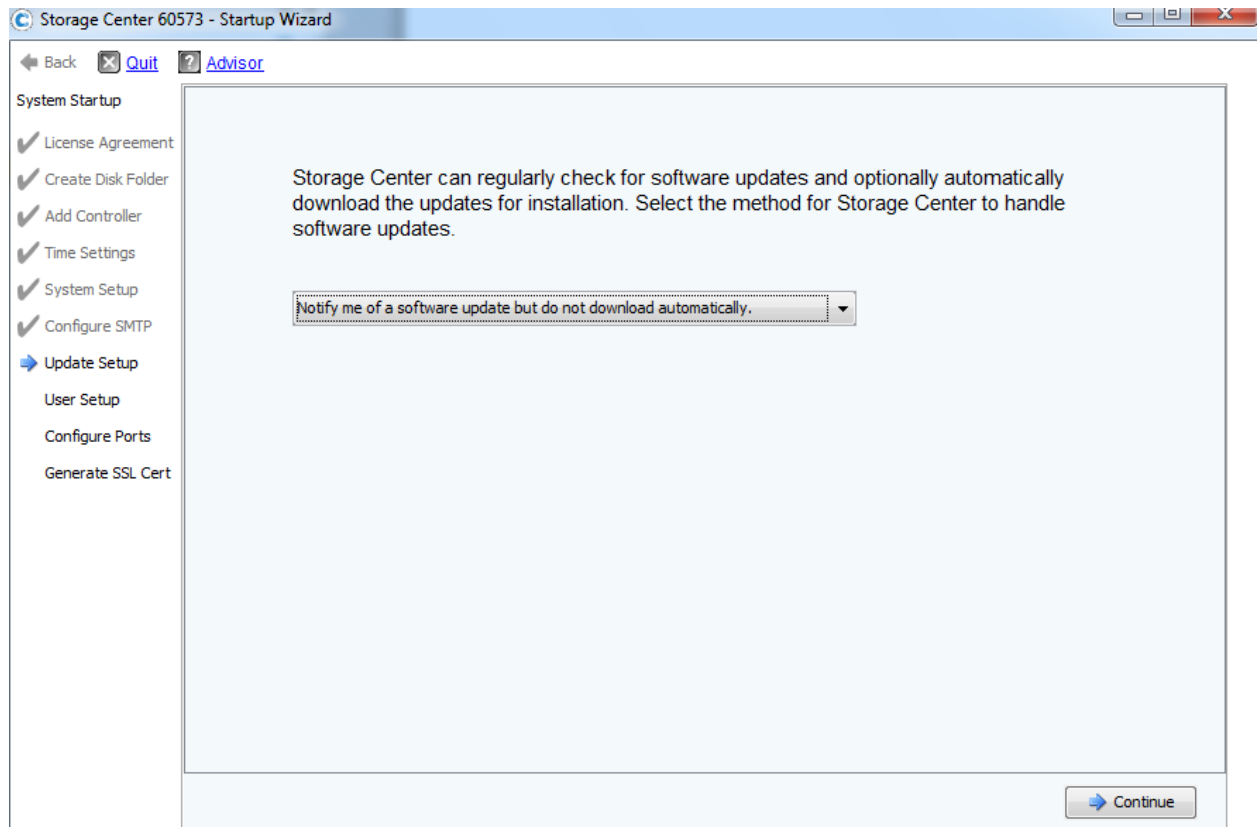 Storage Center 60573 - Startup Wizard
Back Quit Advisor
System Startup
License Agreement
Create Disk Folder
Add Controller
Time Settings
System Setup
Configure SMTP
Update Setup
User Setup
Configure Ports
Generate SSL Cert
Storage Center can regularly check for software updates and optionally automatically
download the updates for installation. Select the method for Storage Center to handle
software updates.
Notify me of a software update but do not download automatically.
Continue